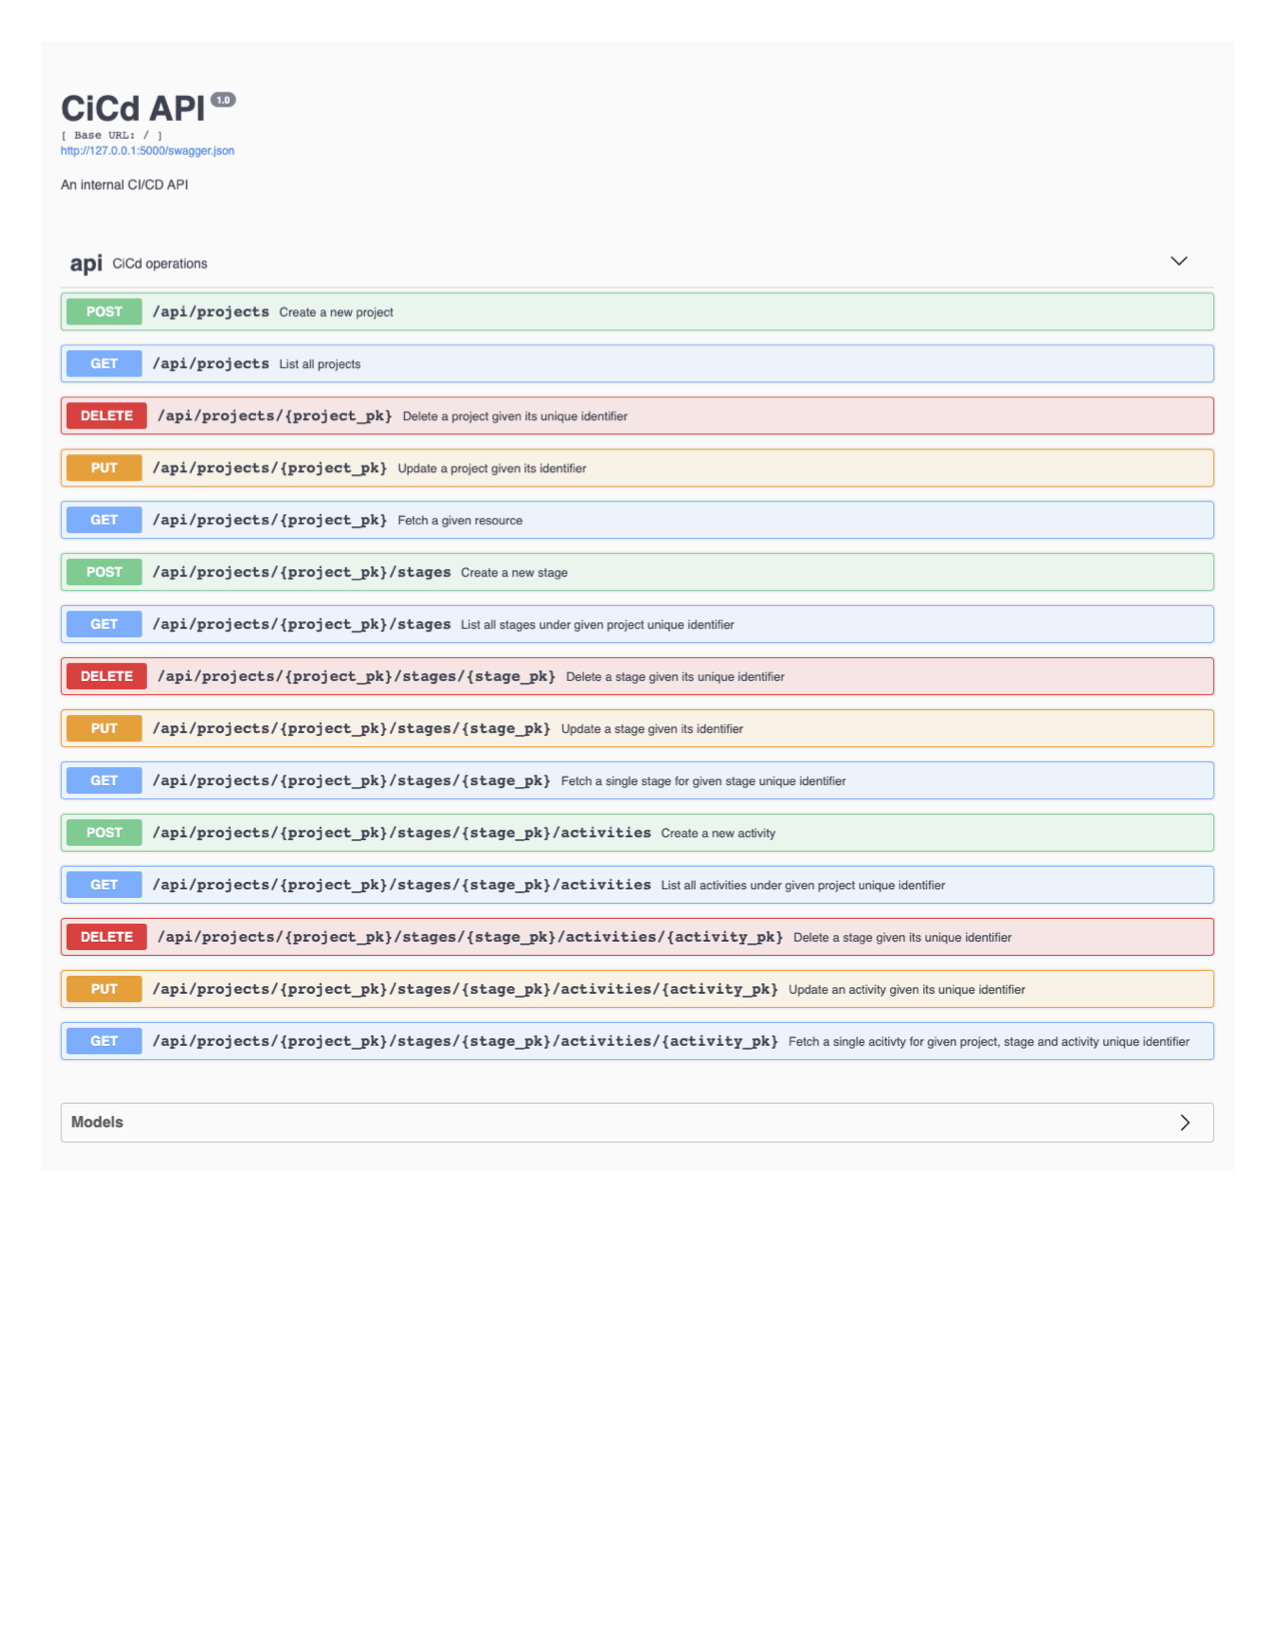 CiCd API 1.0
[ Base URL: / ]
http://127.0.0.1:5000/swagger.json
An internal CI/CD API
api CiCd operations
POST /api/projects Create a new project
GET /api/projects List all projects
DELETE /api/projects/{project_pk} Delete a project given its unique identifier
PUT /api/projects/{project_pk} Update a project given its identifier
GET /api/projects/{project_pk} Fetch a given resource
POST /api/projects/{project_pk}/stages Create a new stage
GET /api/projects/{project_pk}/stages List all stages under given project unique identifier
DELETE /api/projects/{project_pk}/stages/{stage_pk} Delete a stage given its unique identifier
PUT /api/projects/{project_pk}/stages/{stage_pk} Update a stage given its identifier
GET /api/projects/{project_pk}/stages/{stage_pk} Fetch a single stage for given stage unique identifier
POST /api/projects/{project_pk}/stages/{stage_pk}/activities Create a new activity
GET /api/projects/{project_pk}/stages/{stage_pk}/activities List all activities under given project unique identifier
DELETE /api/projects/{project_pk}/stages/{stage_pk}/activities/{activity_pk} Delete a stage given its unique identifier
PUT /api/projects/{project_pk}/stages/{stage_pk}/activities/{activity_pk} Update an activity given its unique identifier
GET /api/projects/{project_pk}/stages/{stage_pk}/activities/{activity_pk} Fetch a single acitivty for given project, stage and activity unique identifier
Models